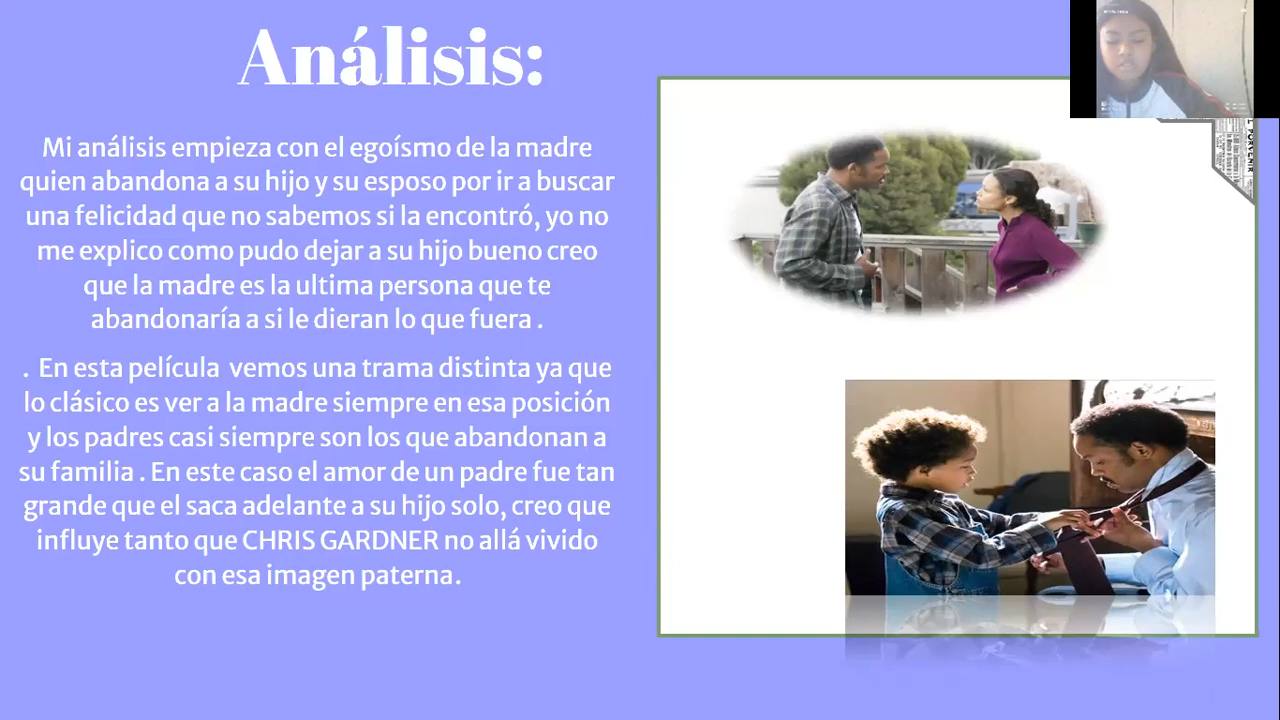 Análisis:
Mi análisis empieza con el egoísmo de la madre
quien abandona a su hijo y su esposo por ir a buscar
una felicidad que no sabemos si la encontró, yo no
me explico como pudo dejar a su hijo bueno creo
que la madre es la ultima persona que te
abandonaría a si le dieran lo que fuera .
. En esta película vemos una trama distinta ya que
lo clásico es ver a la madre siempre en esa posición
y los padres casi siempre son los que abandonan a
su familia . En este caso el amor de un padre fue tan
grande que el saca adelante a su hijo solo, creo que
influye tanto que CHRIS GARDNER no allá vivido
con esa imagen paterna.
PORVENIR